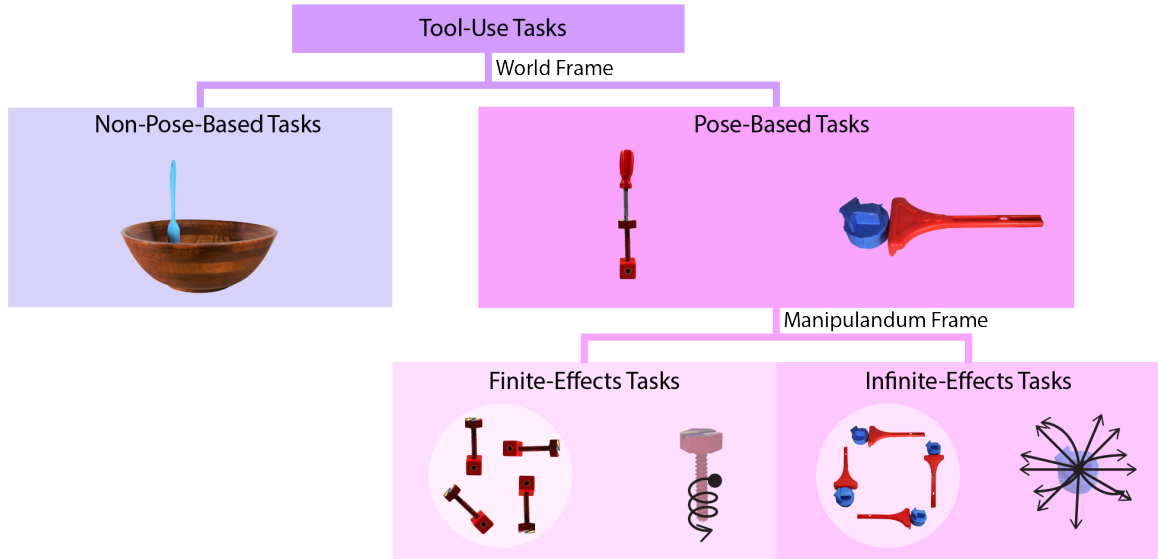 Tool-Use Tasks
World Frame
Non-Pose-Based Tasks
Pose-Based Tasks
Manipulandum Frame
Finite-Effects Tasks
Infinite-Effects Tasks